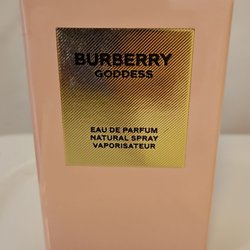 BURBERRY
GODDESS
EAU DE PARFUM
NATURAL SPRAY
VAPORISATEUR